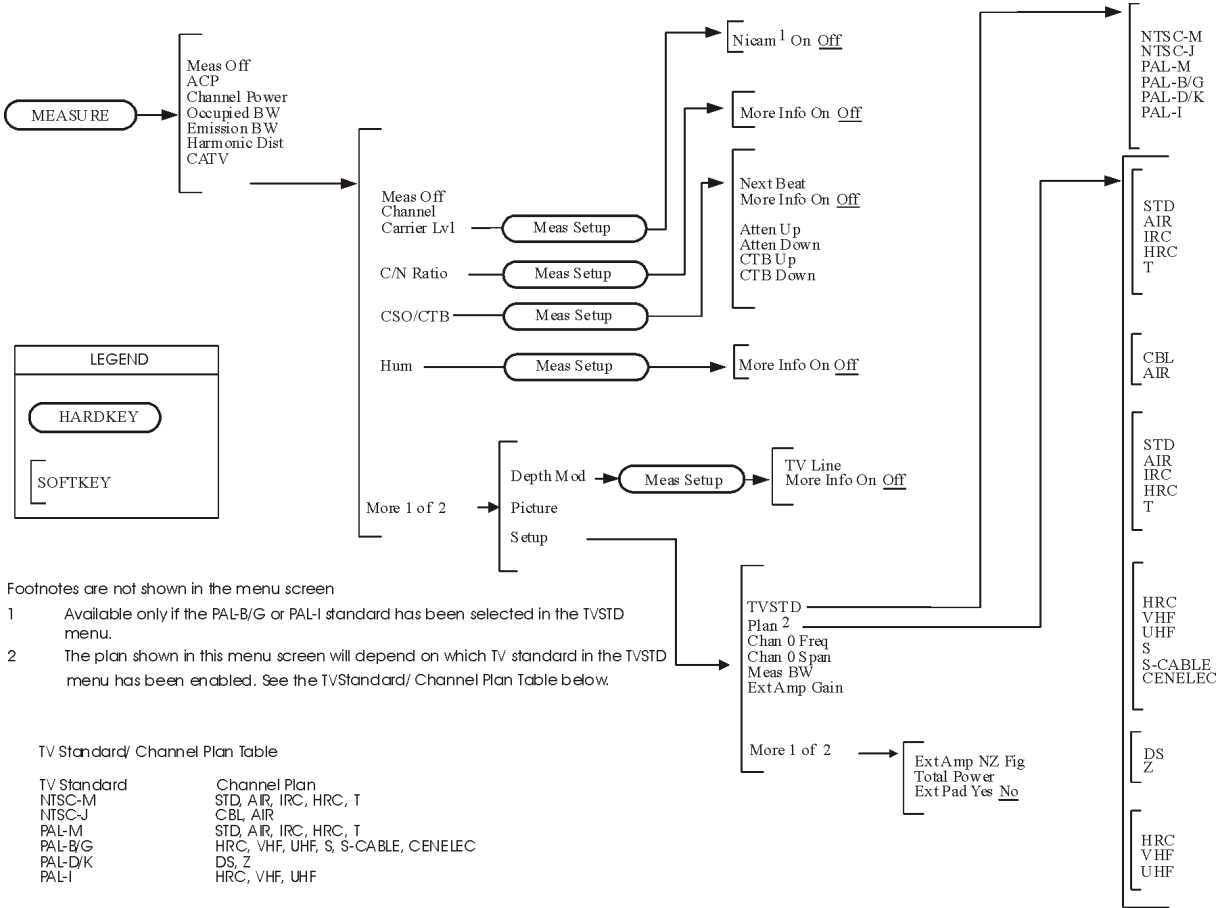 MEASURE
Meas Off
ACP
Channel Power
Occupied BW
Emission BW
Harmonic Dist
CATV
Meas Off
Channel
Carrier Lvl
Meas Setup
Nicam 1 On Off
C/N Ratio
Meas Setup
More Info On Off
CSO/CTB
Meas Setup
Next Beat
More Info On Off
Atten Up
Atten Down
CTB Up
CTB Down
Hum
Meas Setup
More Info On Off
More 1 of 2
Depth Mod
Meas Setup
TV Line
More Info On Off
Picture
Setup
TVSTD
Plan 2
Chan 0 Freq
Chan 0 Span
Meas BW
Ext Amp Gain
More 1 of 2
Ext Amp NZ Fig
Total Power
Ext Pad Yes No
NTSC-M
NTSC-J
PAL-M
PAL-B/G
PAL-D/K
PAL-I
STD
AIR
IRC
HRC
T
CBL
AIR
STD
AIR
IRC
HRC
T
HRC
VHF
UHF
S
S-CABLE
CENELEC
DS
Z
HRC
VHF
UHF
LEGEND
HARDKEY
SOFTKEY
Footnotes are not shown in the menu screen
1 Available only if the PAL-B/G or PAL-I standard has been selected in the TVSTD
menu.
2 The plan shown in this menu screen will depend on which TV standard in the TVSTD
menu has been enabled. See the TVStandard/ Channel Plan Table below.
TV Standard/ Channel Plan Table
TV Standard Channel Plan
NTSC-M STD, AIR, IRC, HRC, T
NTSC-J CBL, AIR
PAL-M STD, AIR, IRC, HRC, T
PAL-B/G HRC, VHF, UHF, S, S-CABLE, CENELEC
PAL-D/K DS, Z
PAL-I HRC, VHF, UHF